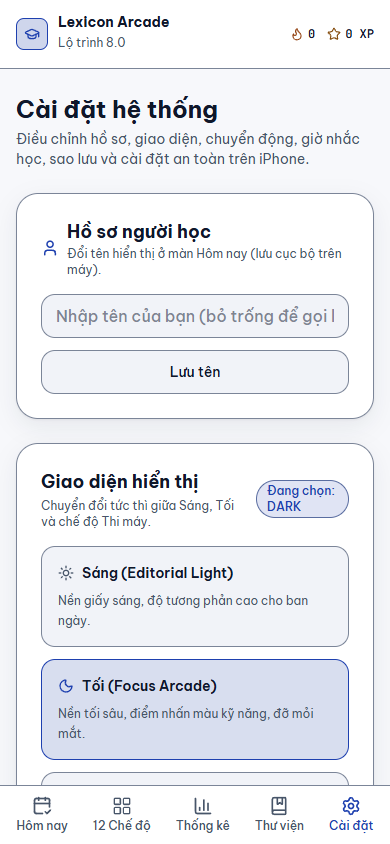 Lexicon Arcade
Lộ trình 8.0
0
0 XP
Cài đặt hệ thống
Điều chỉnh hồ sơ, giao diện, chuyển động, giờ nhắc
học, sao lưu và cài đặt an toàn trên iPhone.
Hồ sơ người học
Đổi tên hiển thị ở màn Hôm nay (lưu cục bộ trên
máy).
Nhập tên của bạn (bỏ trống để gọi
Lưu tên
Giao diện hiển thị
Chuyển đổi tức thì giữa Sáng, Tối
và chế độ Thi máy.
Đang chọn:
DARK
Sáng (Editorial Light)
Nền giấy sáng, độ tương phản cao cho ban
ngày.
Tối (Focus Arcade)
Nền tối sâu, điểm nhấn màu kỹ năng, đỡ mỏi
mắt.
Hôm nay
12 Chế độ
Thống kê
Thư viện
Cài đặt